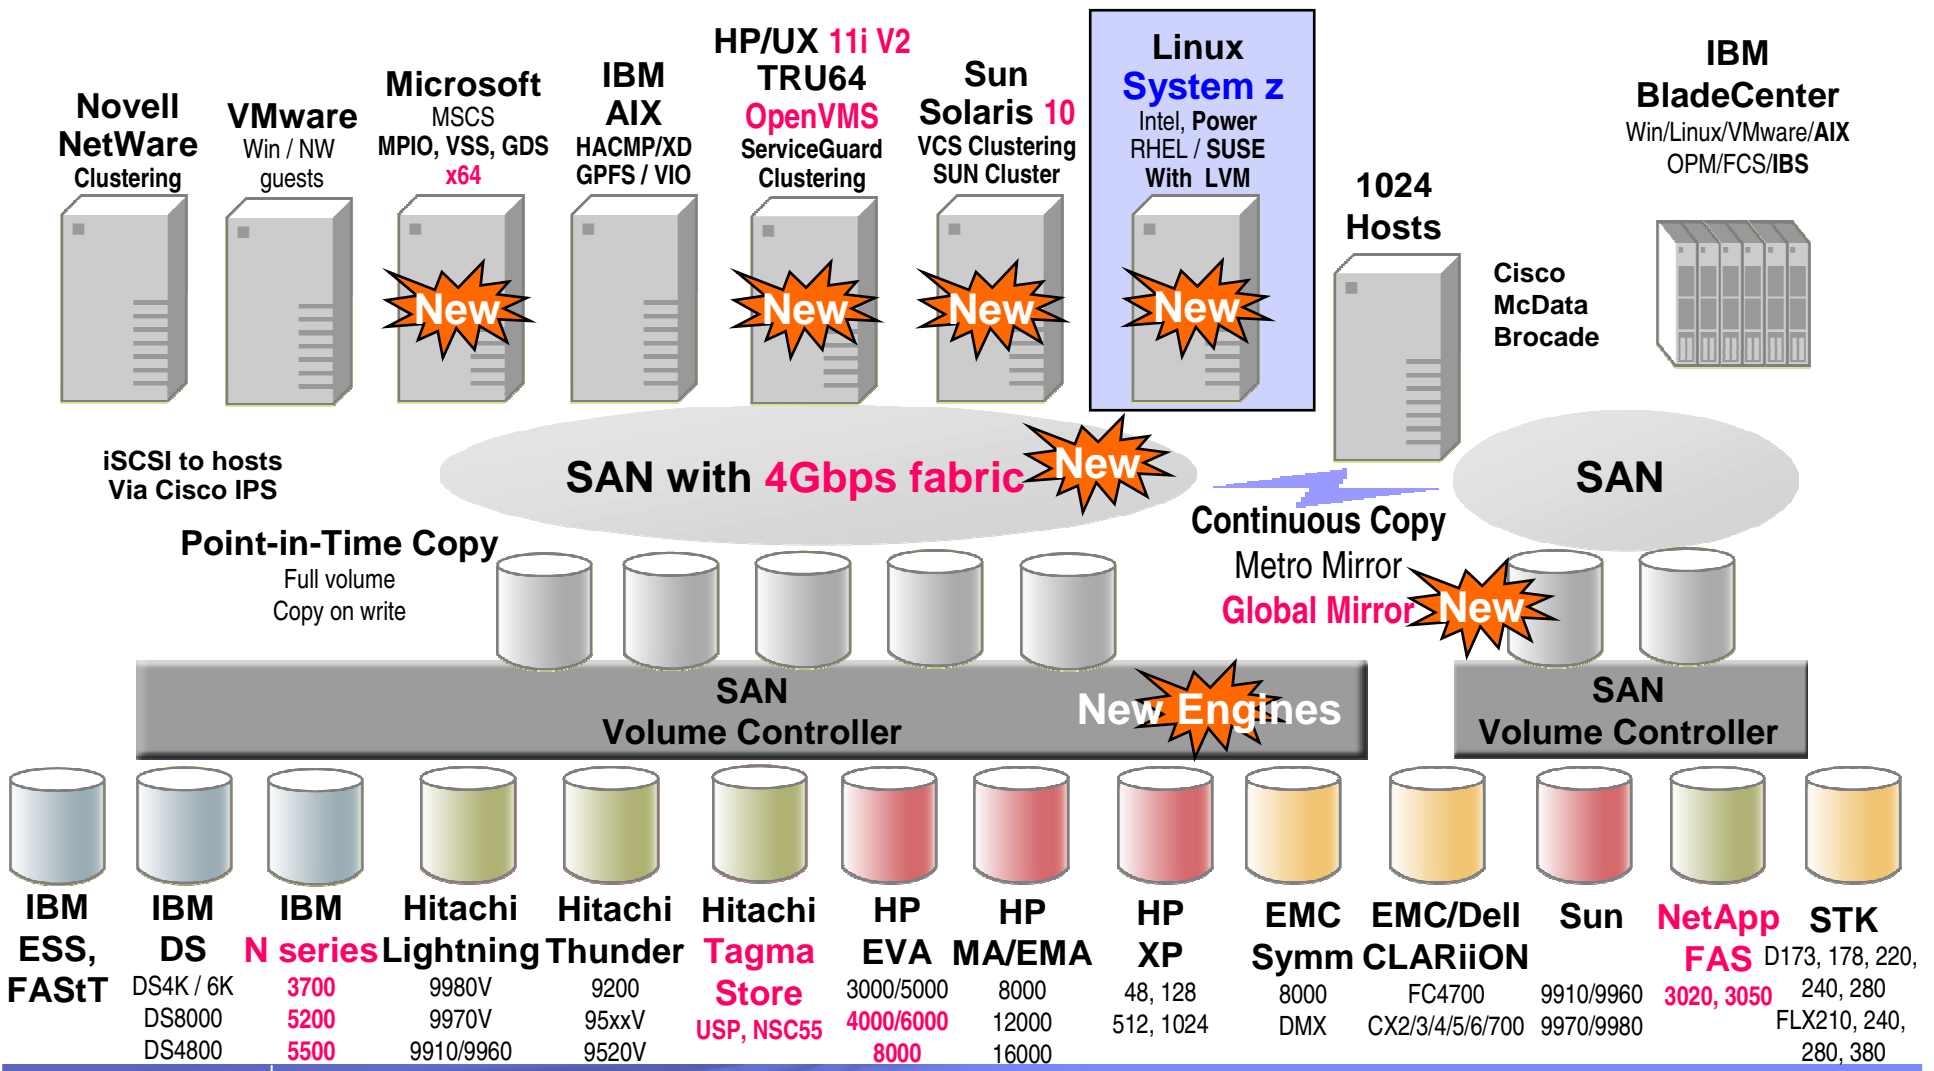 Novell
NetWare
Clustering
VMware
Win / NW
guests
Microsoft
MSCS
MPIO, VSS, GDS
x64
New
IBM
AIX
HACMP/XD
GPFS / VIO
HP/UX 11i V2
TRU64
OpenVMS
ServiceGuard
Clustering
New
Sun
Solaris 10
VCS Clustering
SUN Cluster
New
Linux
System z
Intel, Power
RHEL / SUSE
With LVM
New
1024
Hosts
Cisco
McData
Brocade
IBM
BladeCenter
Win/Linux/VMware/AIX
OPM/FCS/IBS
iSCSI to hosts
Via Cisco IPS
SAN with 4Gbps fabric
New
SAN
Point-in-Time Copy
Full volume
Copy on write
Continuous Copy
Metro Mirror
Global Mirror
New
SAN
Volume Controller
New Engines
SAN
Volume Controller
IBM
ESS,
FAStT
IBM
DS
DS4K / 6K
DS8000
DS4800
IBM
N series
3700
5200
5500
Hitachi
Lightning
9980V
9970V
9910/9960
Hitachi
Thunder
9200
95xxV
9520V
Hitachi
Tagma
Store
USP, NSC55
HP
EVA
3000/5000
4000/6000
8000
HP
MA/EMA
8000
12000
16000
HP
XP
48, 128
512, 1024
EMC
Symm
8000
DMX
EMC/Dell
CLARiiON
FC4700
CX2/3/4/5/6/700
Sun
9910/9960
9970/9980
NetApp
FAS
3020, 3050
STK
D173, 178, 220,
240, 280
FLX210, 240,
280, 380